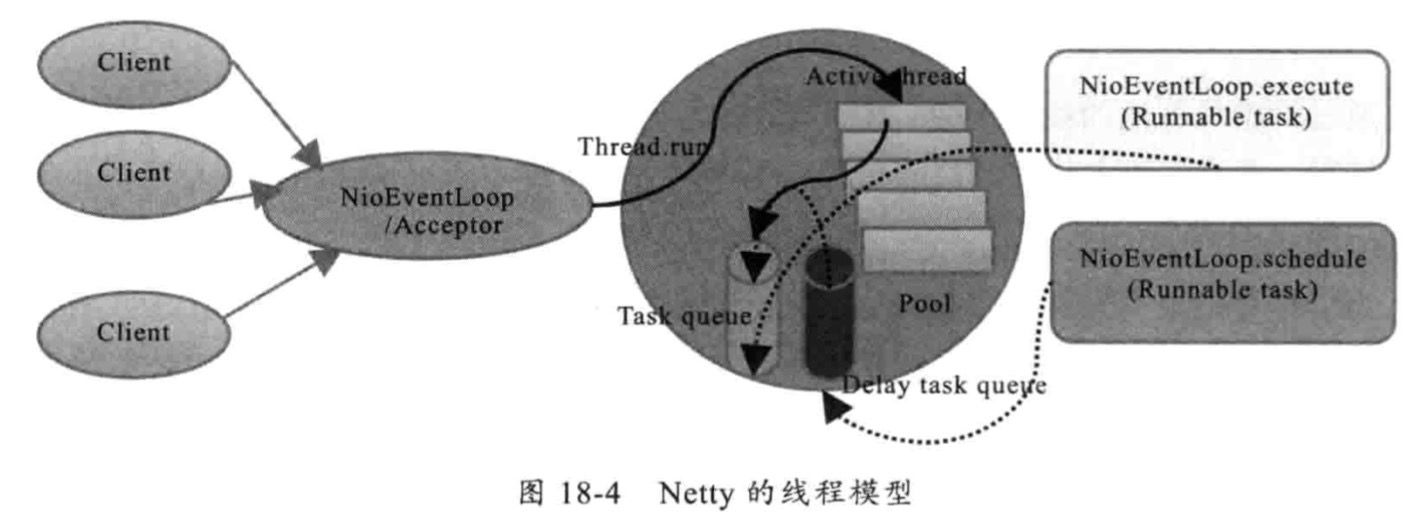 Client
Client
Client
NioEventLoop
/Acceptor
Thread.run
Active thread
Task queue
Pool
Delay task queue
NioEventLoop.execute
(Runnable task)
NioEventLoop.schedule
(Runnable task)
图 18-4 Netty 的线程模型